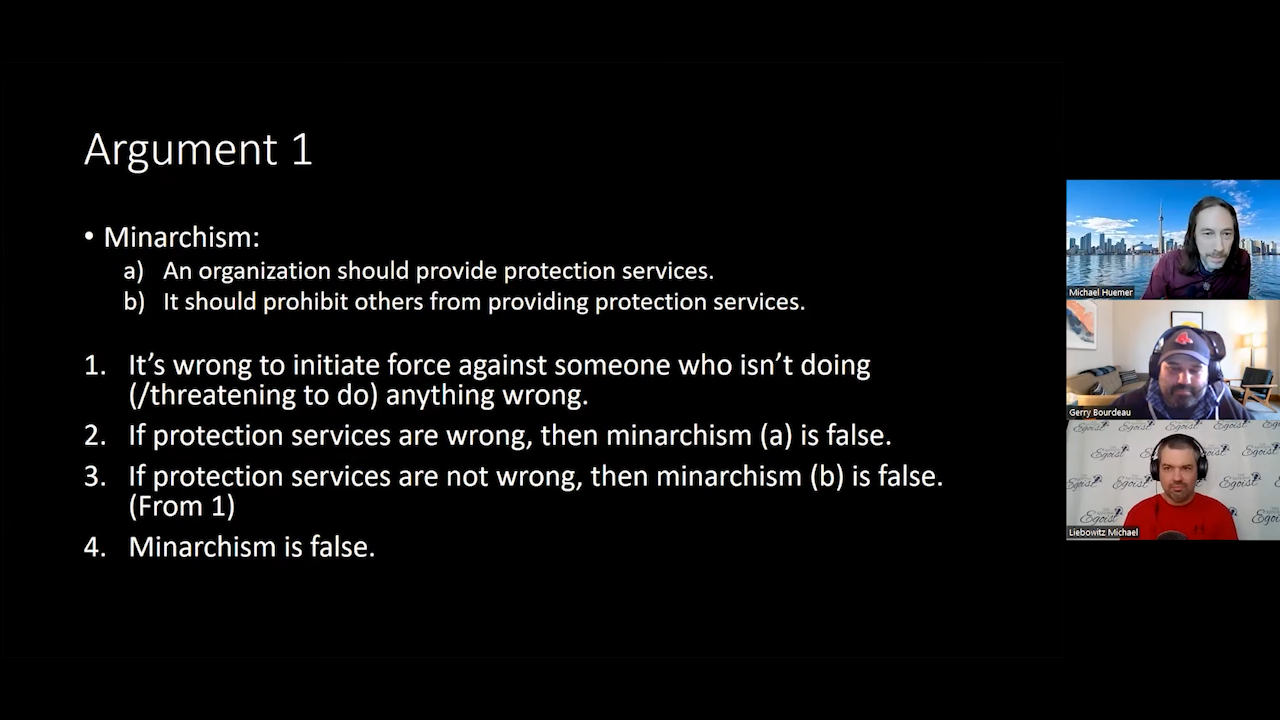 Argument 1
• Minarchism:
a) An organization should provide protection services.
b) It should prohibit others from providing protection services.
1. It’s wrong to initiate force against someone who isn’t doing
(/threatening to do) anything wrong.
2. If protection services are wrong, then minarchism (a) is false.
3. If protection services are not wrong, then minarchism (b) is false.
(From 1)
4. Minarchism is false.
Michael Huemer
Gerry Bourdeau
Liebowitz Michael
Egoist